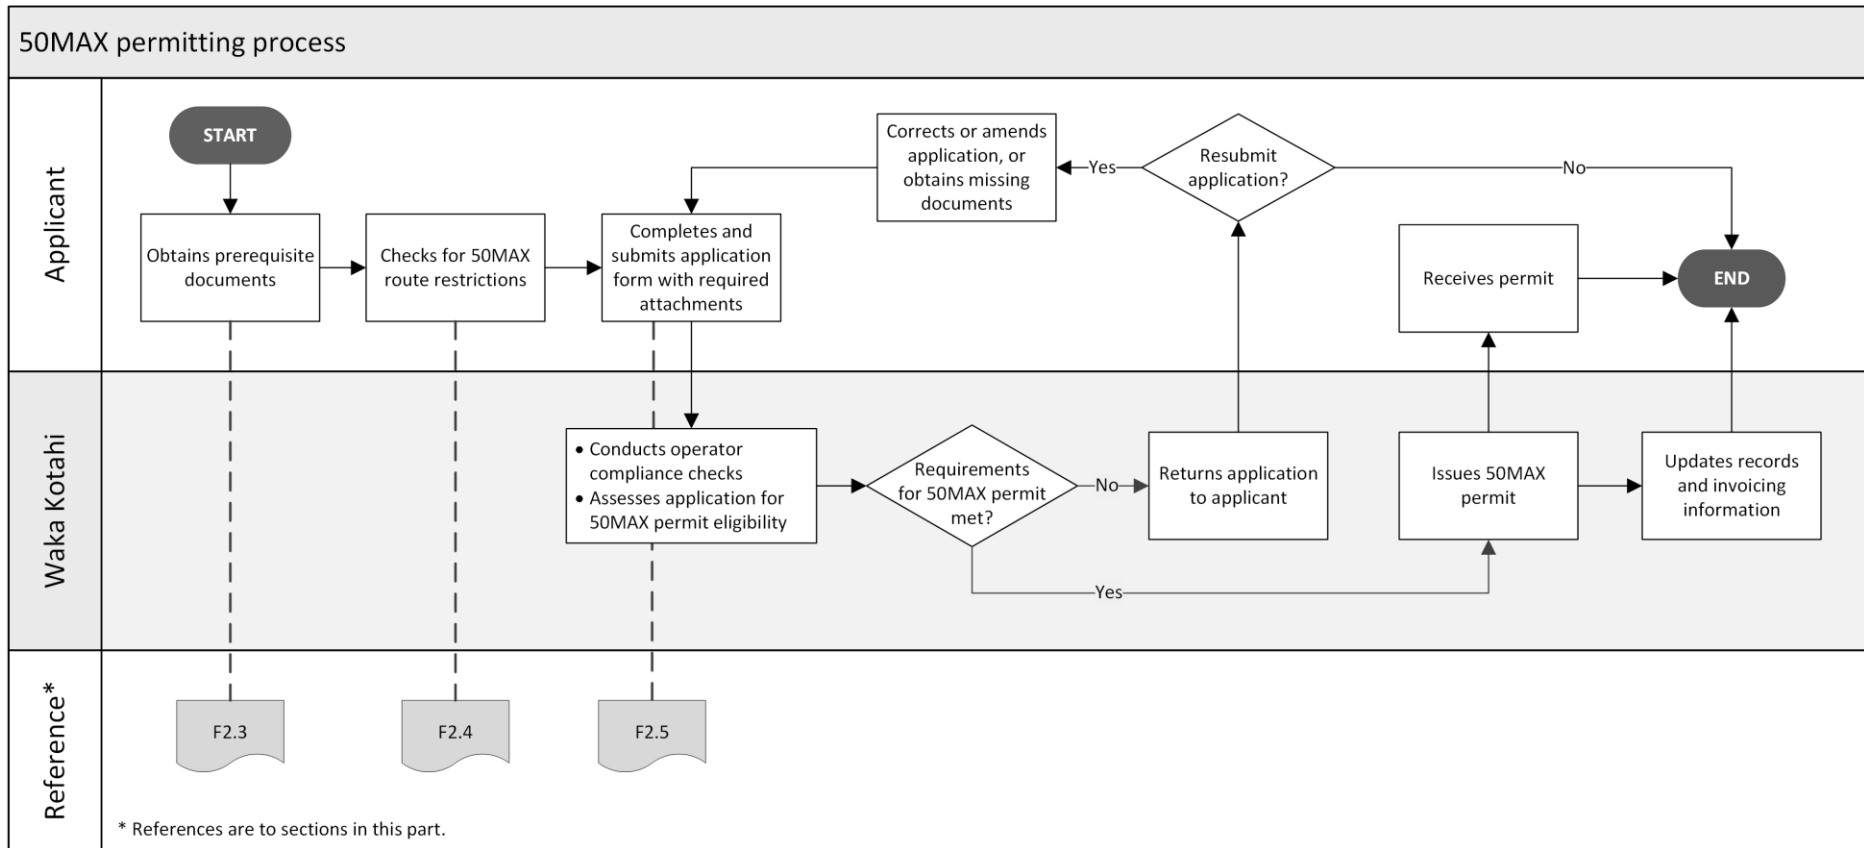 50MAX permitting process
Applicant
START
Obtains prerequisite
documents
Checks for 50MAX
route restrictions
Completes and
submits application
form with required
attachments
Corrects or amends
application, or
obtains missing
documents
Yes
Resubmit
application?
No
Receives permit
END
Waka Kotahi
• Conducts operator
compliance checks
• Assesses application for
50MAX permit eligibility
Requirements
for 50MAX permit
met?
No
Returns application
to applicant
Yes
Issues 50MAX
permit
Updates records
and invoicing
information
Reference*
F2.3
F2.4
F2.5
* References are to sections in this part.